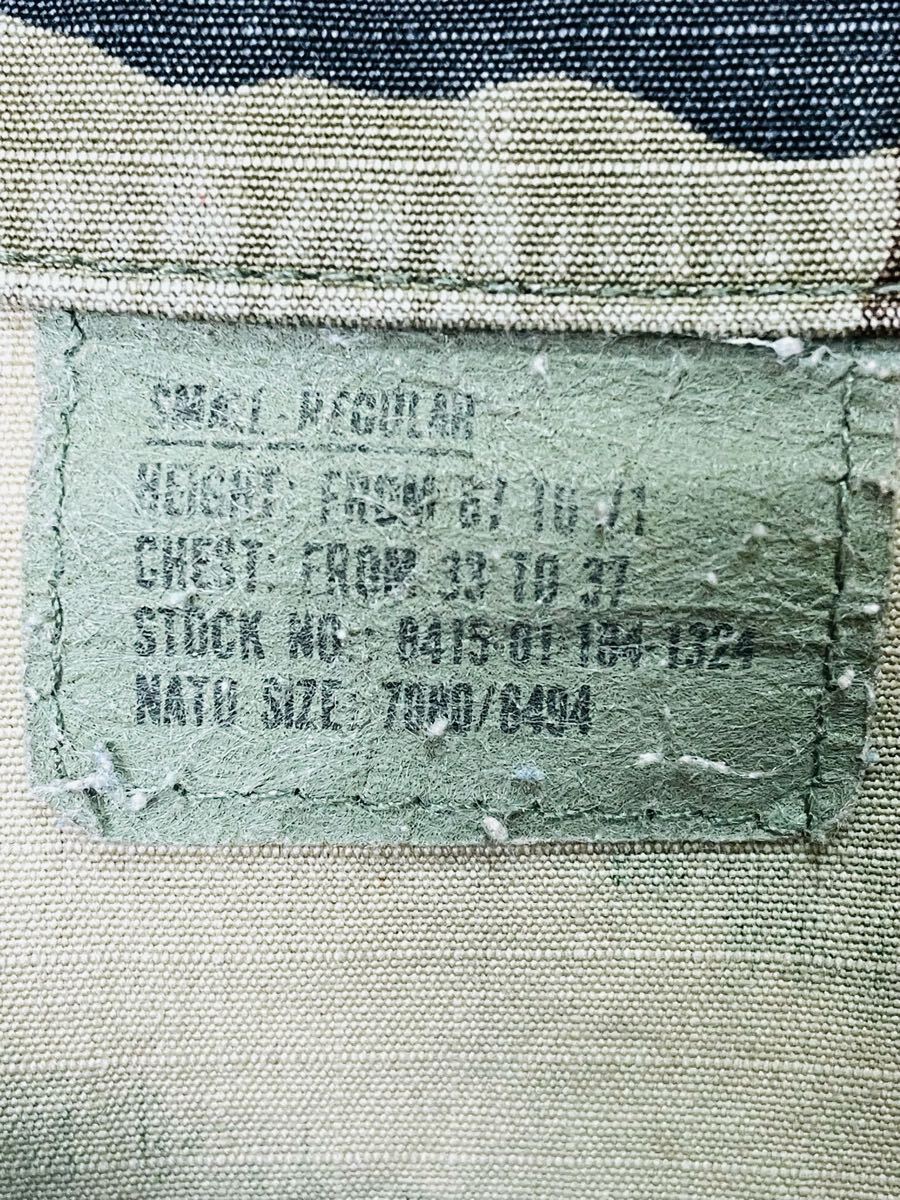 SMALL-REGULAR
HEIGHT: FROM 67 TO 71
CHEST: FROM 33 TO 37
STOCK NO.: 8415-01-184-1324
NATO SIZE: 7080/8494